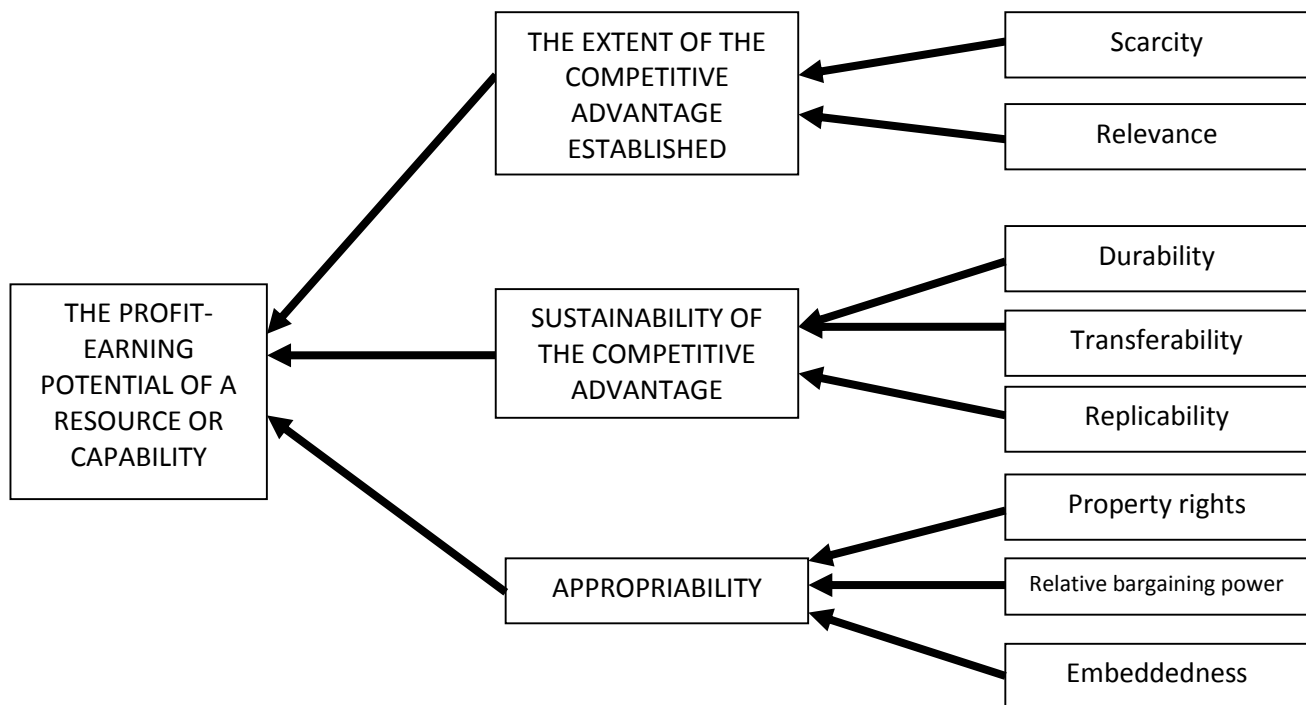 THE EXTENT OF THE
COMPETITIVE
ADVANTAGE
ESTABLISHED
Scarcity
Relevance
THE PROFIT-
EARNING
POTENTIAL OF A
RESOURCE OR
CAPABILITY
SUSTAINABILITY OF
THE COMPETITIVE
ADVANTAGE
Durability
Transferability
Replicability
APPROPRIABILITY
Property rights
Relative bargaining power
Embeddedness